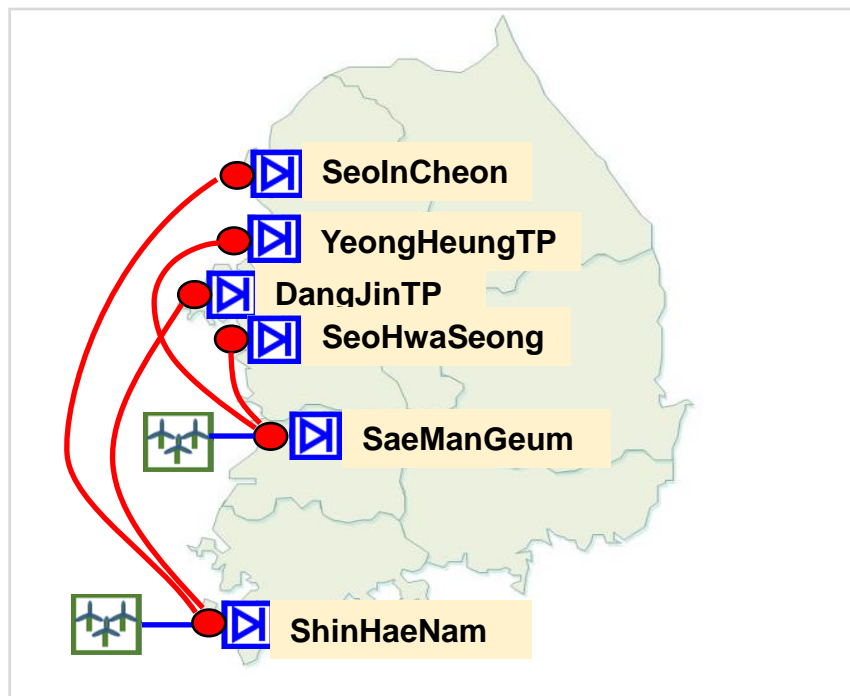 SeoInCheon
YeongHeungTP
DangJinTP
SeoHwaSeong
SaeManGeum
ShinHaeNam